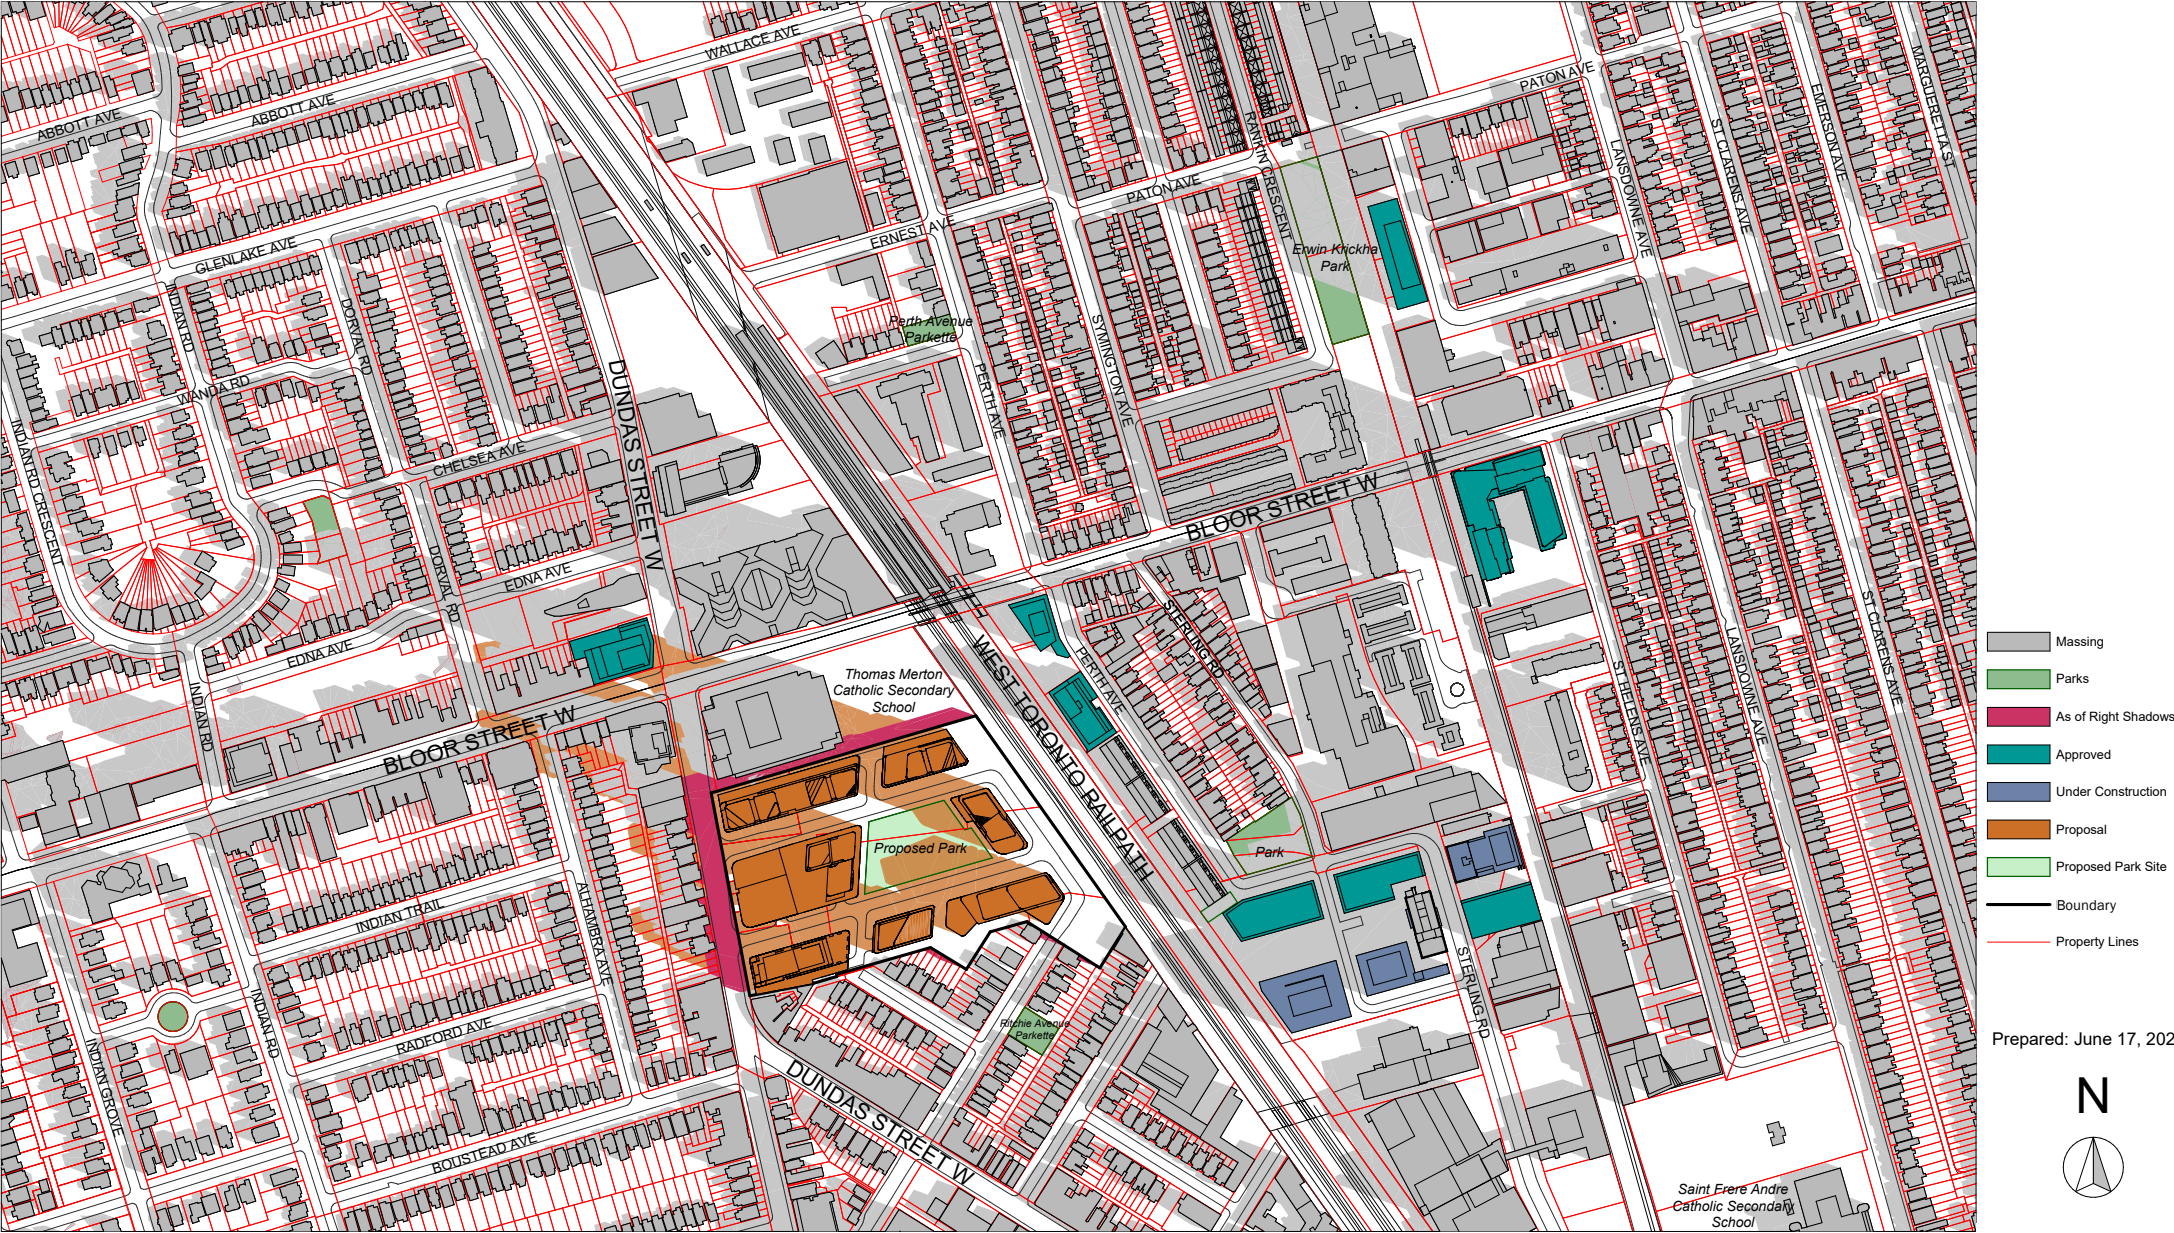 WALLACE AVE
PATON AVE
MARGUERETTA ST
ABBOTT AVE
ABBOTT AVE
RANKIN CRESCENT
EMERSON AVE
ST CLARENS AVE
LANSDOWNE AVE
PATON AVE
ERNEST AVE
GLENLAKE AVE
Erwin Krickha
Park
INDIAN RD
DORVAL RD
Perth Avenue
Parkette
SYMINGTON AVE
PERTH AVE
WANDA RD
DUNDAS STREET W
INDIAN RD CRESCENT
CHELSEA AVE
BLOOR STREET W
DORVAL RD
EDNA AVE
EDNA AVE
STERLING RD
PERTH AVE
WEST TORONTO RAILPATH
ST CLARENS AVE
LANSDOWNE AVE
ST HELENS AVE
Thomas Merton
Catholic Secondary
School
INDIAN RD
BLOOR STREET W
Proposed Park
Park
INDIAN TRAIL
ALHAMBRA AVE
STERLING RD
INDIAN RD
RADFORD AVE
Ritchie Avenue
Parkette
INDIAN GROVE
DUNDAS STREET W
BOUSTEAD AVE
Saint Frere Andre
Catholic Secondary
School
Massing
Parks
As of Right Shadows
Approved
Under Construction
Proposal
Proposed Park Site
Boundary
Property Lines
Prepared: June 17, 202
N